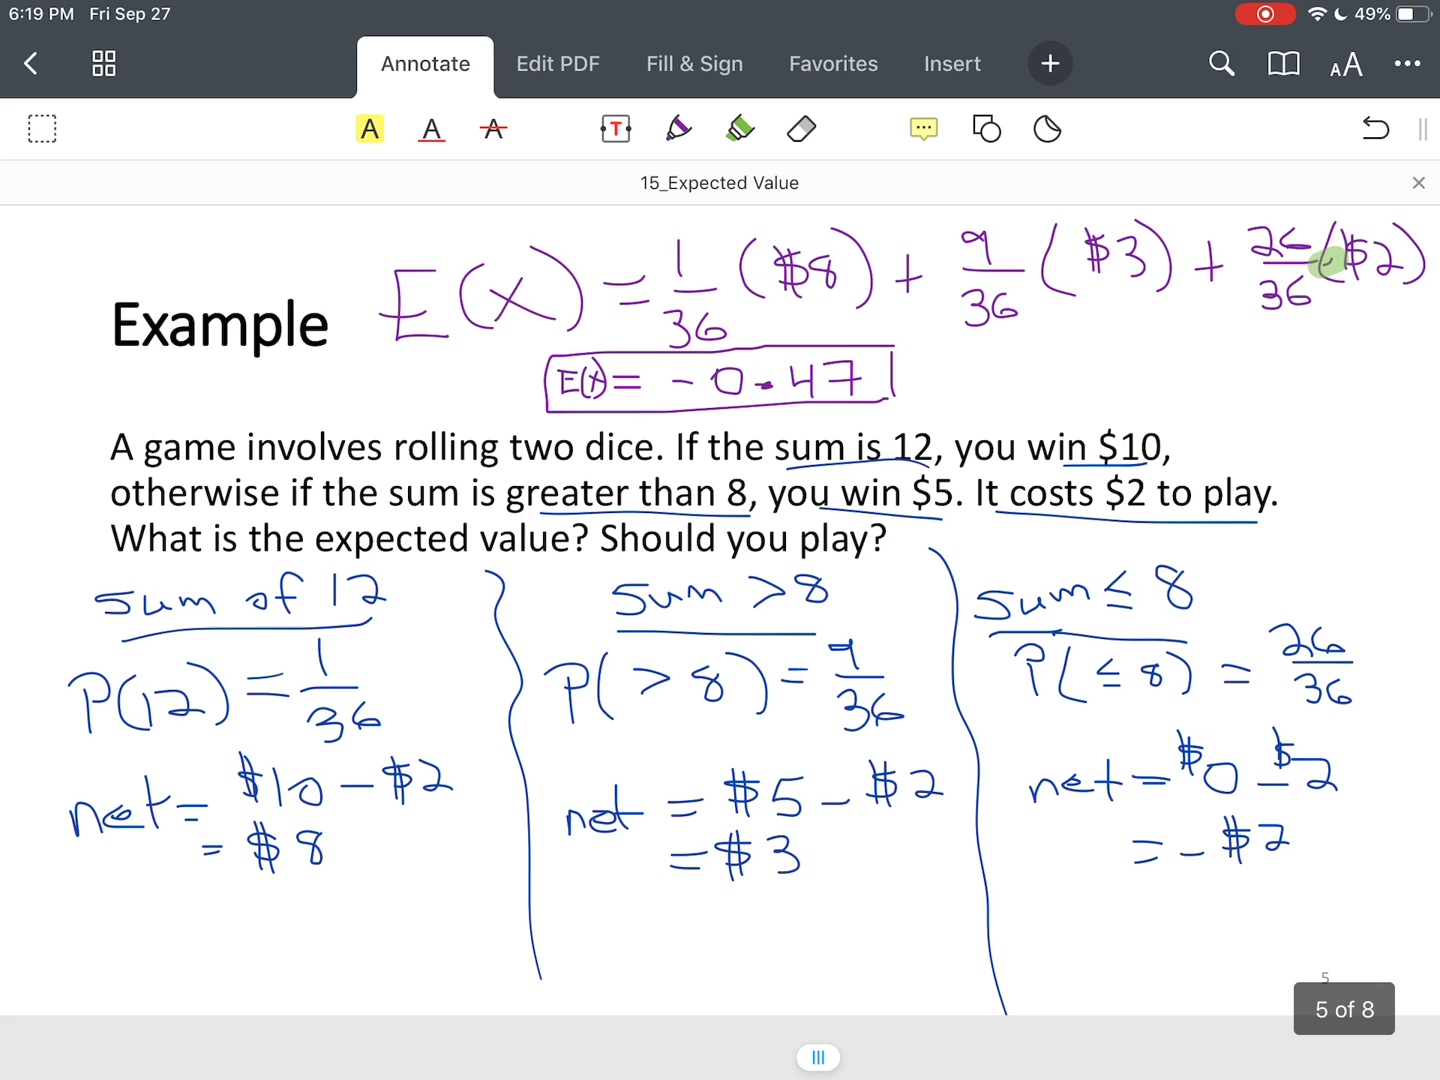 6:19 PM Fri Sep 27 49%
Annotate Edit PDF Fill & Sign Favorites Insert
15_Expected Value
E(x) = 1/36 ($8) + 9/36 ($3) + 26/36 (-$2)
Example
E(x) = - 0.47
A game involves rolling two dice. If the sum is 12, you win $10,
otherwise if the sum is greater than 8, you win $5. It costs $2 to play.
What is the expected value? Should you play?
Sum of 12
P(12) = 1/36
net = $10 - $2
= $8
Sum > 8
P( > 8) = 9/36
net = $5 - $2
= $3
Sum ≤ 8
P( ≤ 8) = 26/36
net = $0 - $2
= - $2
5
5 of 8